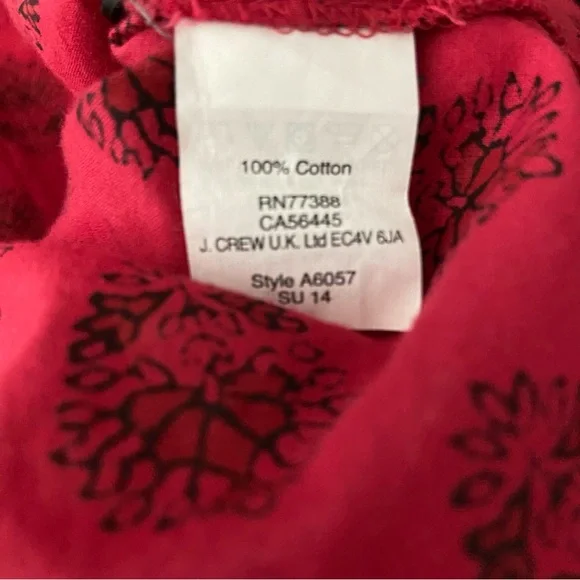 100% Cotton
RN77388
CA56445
J. CREW U.K. Ltd EC4V 6JA
Style A6057
SU 14